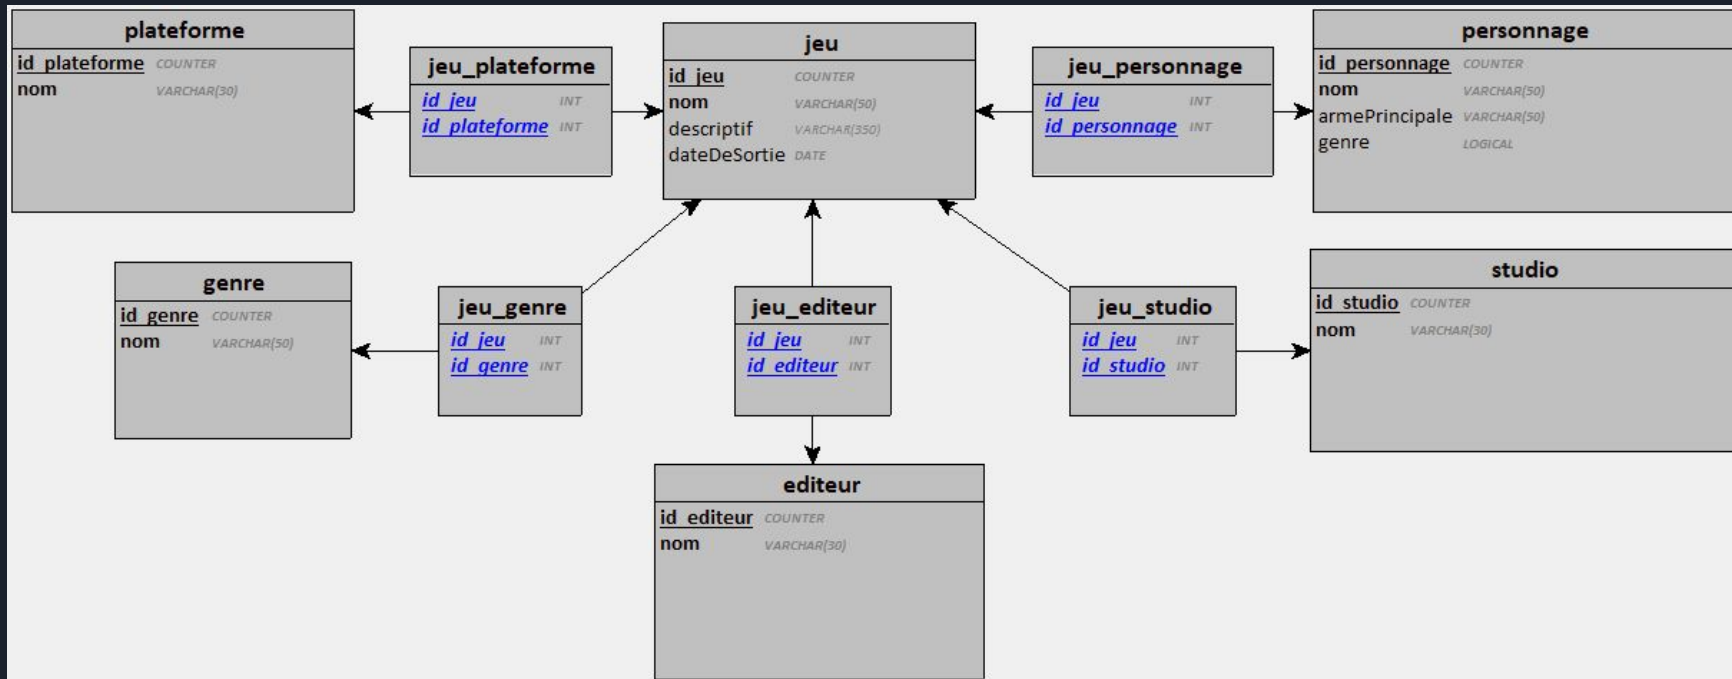 plateforme
id_plateforme COUNTER
nom VARCHAR(30)
jeu_plateforme
id_jeu INT
id_plateforme INT
jeu
id_jeu COUNTER
nom VARCHAR(50)
descriptif VARCHAR(350)
dateDeSortie DATE
jeu_personnage
id_jeu INT
id_personnage INT
personnage
id_personnage COUNTER
nom VARCHAR(50)
armePrincipale VARCHAR(50)
genre LOGICAL
genre
id_genre COUNTER
nom VARCHAR(50)
jeu_genre
id_jeu INT
id_genre INT
jeu_editeur
id_jeu INT
id_editeur INT
jeu_studio
id_jeu INT
id_studio INT
studio
id_studio COUNTER
nom VARCHAR(30)
editeur
id_editeur COUNTER
nom VARCHAR(30)